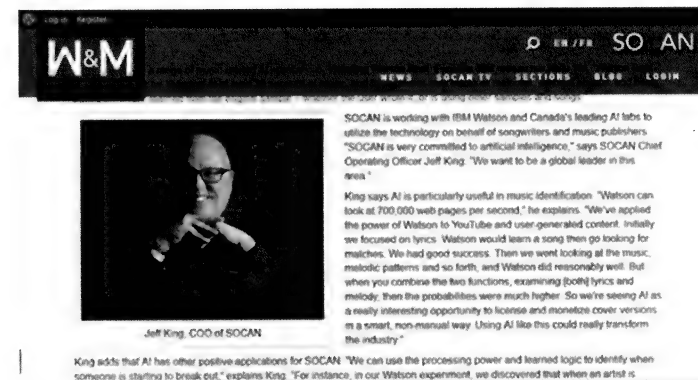 Log in Register
W&M
EN / FR SO AN
NEWS SOCAN TV SECTIONS BLOG LOGIN
SOCAN is working with IBM Watson and Canada's leading AI labs to
utilize the technology on behalf of songwriters and music publishers.
"SOCAN is very committed to artificial intelligence," says SOCAN Chief
Operating Officer Jeff King. "We want to be a global leader in this
area."
King says AI is particularly useful in music identification. "Watson can
look at 700,000 web pages per second," he explains. "We've applied
the power of Watson to YouTube and user-generated content. Initially
we focused on lyrics. Watson would learn a song then go looking for
matches. We had good success. Then we went looking at the music,
melodic patterns and so forth, and Watson did reasonably well. But
when you combine the two functions, examining [both] lyrics and
melody, then the probabilities were much higher. So we're seeing AI as
a really interesting opportunity to license and monetize cover versions
in a smart, non-manual way. Using AI like this could really transform
the industry."
Jeff King, COO of SOCAN
King adds that AI has other positive applications for SOCAN. "We can use the processing power and learned logic to identify when
someone is starting to break out," explains King. "For instance, in our Watson experiment, we discovered that when an artist is